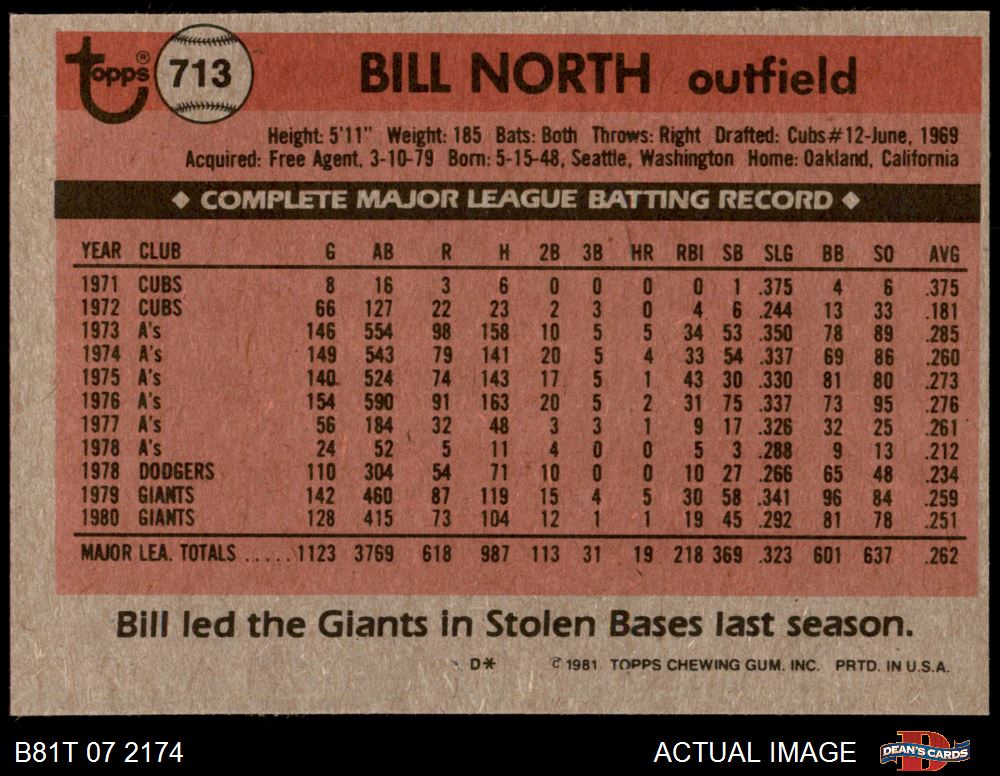 Topps® 713 BILL NORTH outfield
Height: 5'11" Weight: 185 Bats: Both Throws: Right Drafted: Cubs#12-June, 1969
Acquired: Free Agent, 3-10-79 Born: 5-15-48, Seattle, Washington Home: Oakland, California
◆ COMPLETE MAJOR LEAGUE BATTING RECORD ◆
YEAR CLUB G AB R H 2B 3B HR RBI SB SLG BB SO AVG
1971 CUBS 8 16 3 6 0 0 0 0 1 .375 4 6 .375
1972 CUBS 66 127 22 23 2 3 0 4 6 .244 13 33 .181
1973 A's 146 554 98 158 10 5 5 34 53 .350 78 89 .285
1974 A's 149 543 79 141 20 5 4 33 54 .337 69 86 .260
1975 A's 140 524 74 143 17 5 1 43 30 .330 81 80 .273
1976 A's 154 590 91 163 20 5 2 31 75 .337 73 95 .276
1977 A's 56 184 32 48 3 3 1 9 17 .326 32 25 .261
1978 A's 24 52 5 11 4 0 0 5 3 .288 9 13 .212
1978 DODGERS 110 304 54 71 10 0 0 10 27 .266 65 48 .234
1979 GIANTS 142 460 87 119 15 4 5 30 58 .341 96 84 .259
1980 GIANTS 128 415 73 104 12 1 1 19 45 .292 81 78 .251
MAJOR LEA. TOTALS ..... 1123 3769 618 987 113 31 19 218 369 .323 601 637 .262
Bill led the Giants in Stolen Bases last season.
D* © 1981 TOPPS CHEWING GUM. INC. PRTD. IN U.S.A.
B81T 07 2174 ACTUAL IMAGE D DEAN'S CARDS